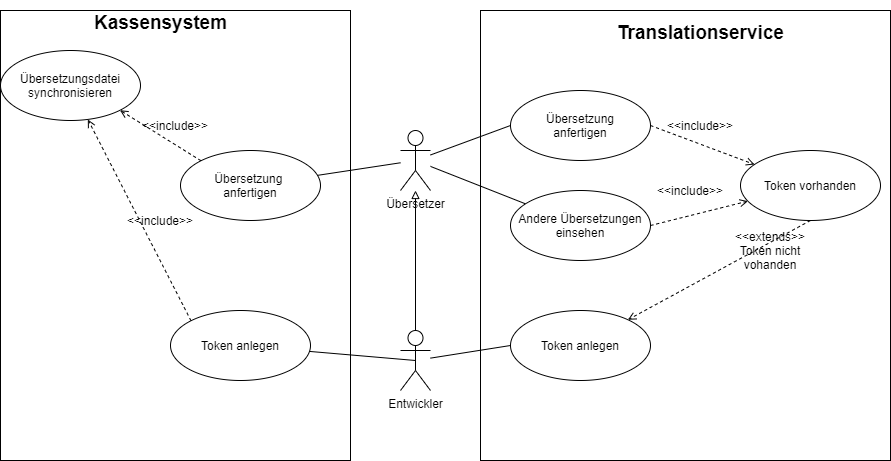 Kassensystem
Translationservice
Übersetzungsdatei
synchronisieren
<<include>>
Übersetzung
anfertigen
<<include>>
Token anlegen
Übersetzer
Entwickler
Übersetzung
anfertigen
<<include>>
Token vorhanden
<<include>>
Andere Übersetzungen
einsehen
<<extends>>
Token nicht
vohanden
Token anlegen